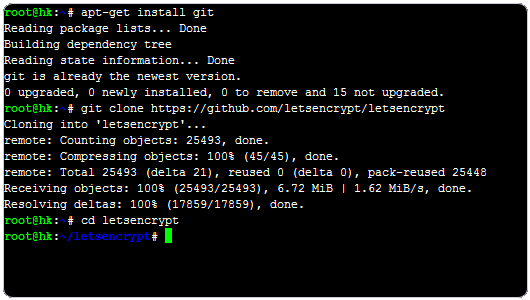 root@hk:~# apt-get install git
Reading package lists... Done
Building dependency tree
Reading state information... Done
git is already the newest version.
0 upgraded, 0 newly installed, 0 to remove and 15 not upgraded.
root@hk:~# git clone https://github.com/letsencrypt/letsencrypt
Cloning into 'letsencrypt'...
remote: Counting objects: 25493, done.
remote: Compressing objects: 100% (45/45), done.
remote: Total 25493 (delta 21), reused 0 (delta 0), pack-reused 25448
Receiving objects: 100% (25493/25493), 6.72 MiB | 1.62 MiB/s, done.
Resolving deltas: 100% (17859/17859), done.
root@hk:~# cd letsencrypt
root@hk:~/letsencrypt#